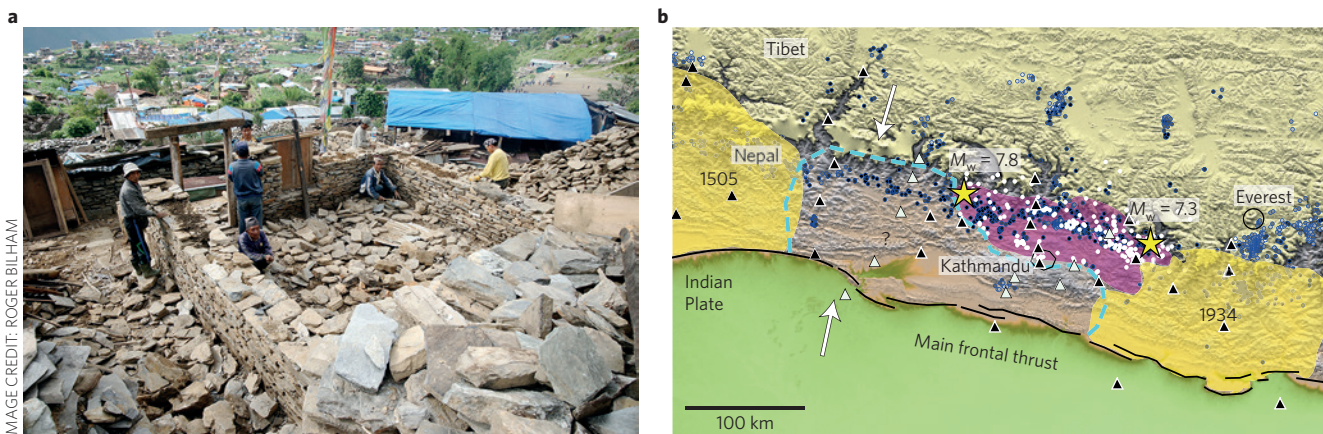 a
MAGE CREDIT: ROGER BILHAM
b
Tibet
Nepal
Mw = 7.8
1505
Mw = 7.3
Everest
?
Kathmandu
Indian
Plate
1934
Main frontal thrust
100 km